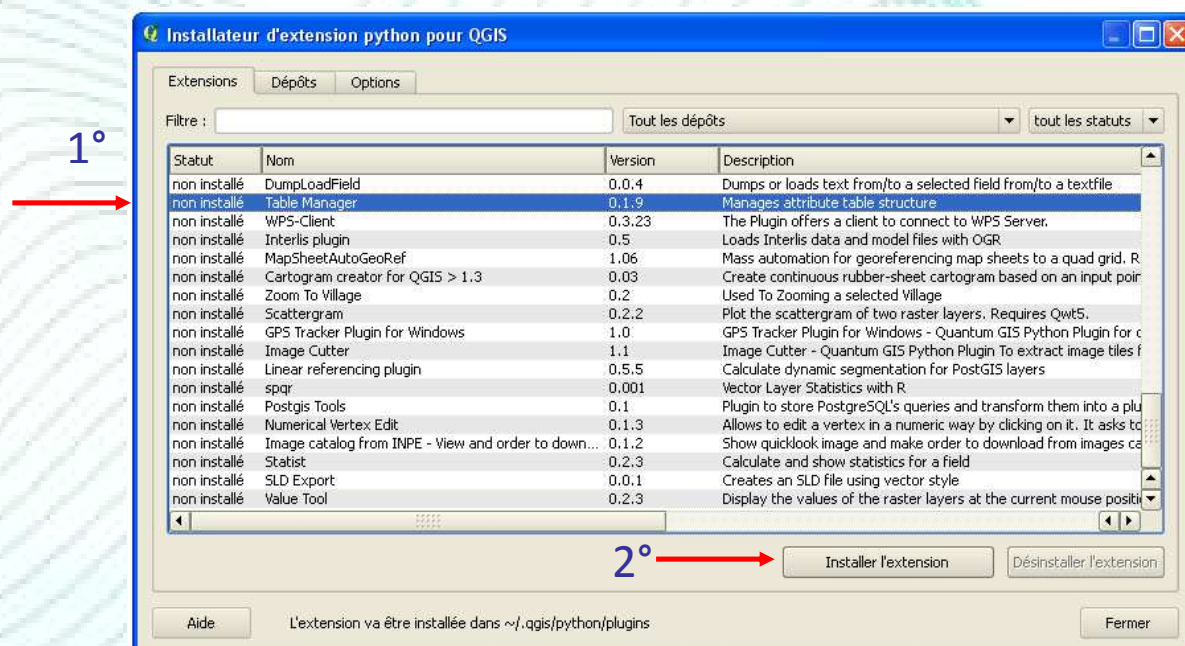 Installateur d'extension python pour QGIS
Extensions Dépôts Options
Filtre : Tout les dépôts tout les statuts
1°
Statut Nom Version Description
non installé DumpLoadField 0.0.4 Dumps or loads text from/to a selected field from/to a textfile
non installé Table Manager 0.1.9 Manages attribute table structure
non installé WPS-Client 0.3.23 The Plugin offers a client to connect to WPS Server.
non installé Interlis plugin 0.5 Loads Interlis data and model files with OGR
non installé MapSheetAutoGeoRef 1.06 Mass automation for georeferencing map sheets to a quad grid. R
non installé Cartogram creator for QGIS > 1.3 0.03 Create continuous rubber-sheet cartogram based on an input poin
non installé Zoom To Village 0.2 Used To Zooming a selected Village
non installé Scattergram 0.2.2 Plot the scattergram of two raster layers. Requires Qwt5.
non installé GPS Tracker Plugin for Windows 1.0 GPS Tracker Plugin for Windows - Quantum GIS Python Plugin for c
non installé Image Cutter 1.1 Image Cutter - Quantum GIS Python Plugin To extract image tiles f
non installé Linear referencing plugin 0.5.5 Calculate dynamic segmentation for PostGIS layers
non installé spqr 0.001 Vector Layer Statistics with R
non installé Postgis Tools 0.1 Plugin to store PostgreSQL's queries and transform them into a plu
non installé Numerical Vertex Edit 0.1.3 Allows to edit a vertex in a numeric way by clicking on it. It asks to
non installé Image catalog from INPE - View and order to down... 0.1.2 Show quicklook image and make order to download from images ca
non installé Statist 0.2.3 Calculate and show statistics for a field
non installé SLD Export 0.0.1 Creates an SLD file using vector style
non installé Value Tool 0.2.3 Display the values of the raster layers at the current mouse positi
2° Installer l'extension Désinstaller l'extension
Aide L'extension va être installée dans ~/.qgis/python/plugins Fermer